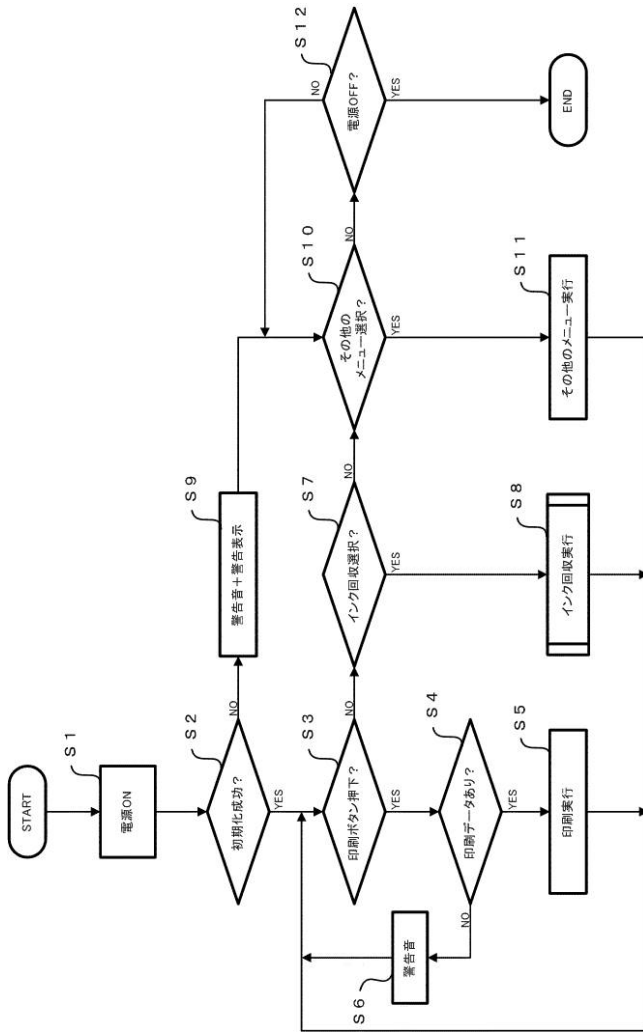 START
S1
電源ON
S2
初期化成功?
NO
YES
S9
警告音+警告表示
S3
印刷ボタン押下?
NO
YES
S4
印刷データあり?
NO
YES
S6
警告音
S5
印刷実行
S7
インク回収選択?
NO
YES
S8
インク回収実行
S10
その他の
メニュー選択?
NO
YES
S11
その他のメニュー実行
S12
電源OFF?
NO
YES
END